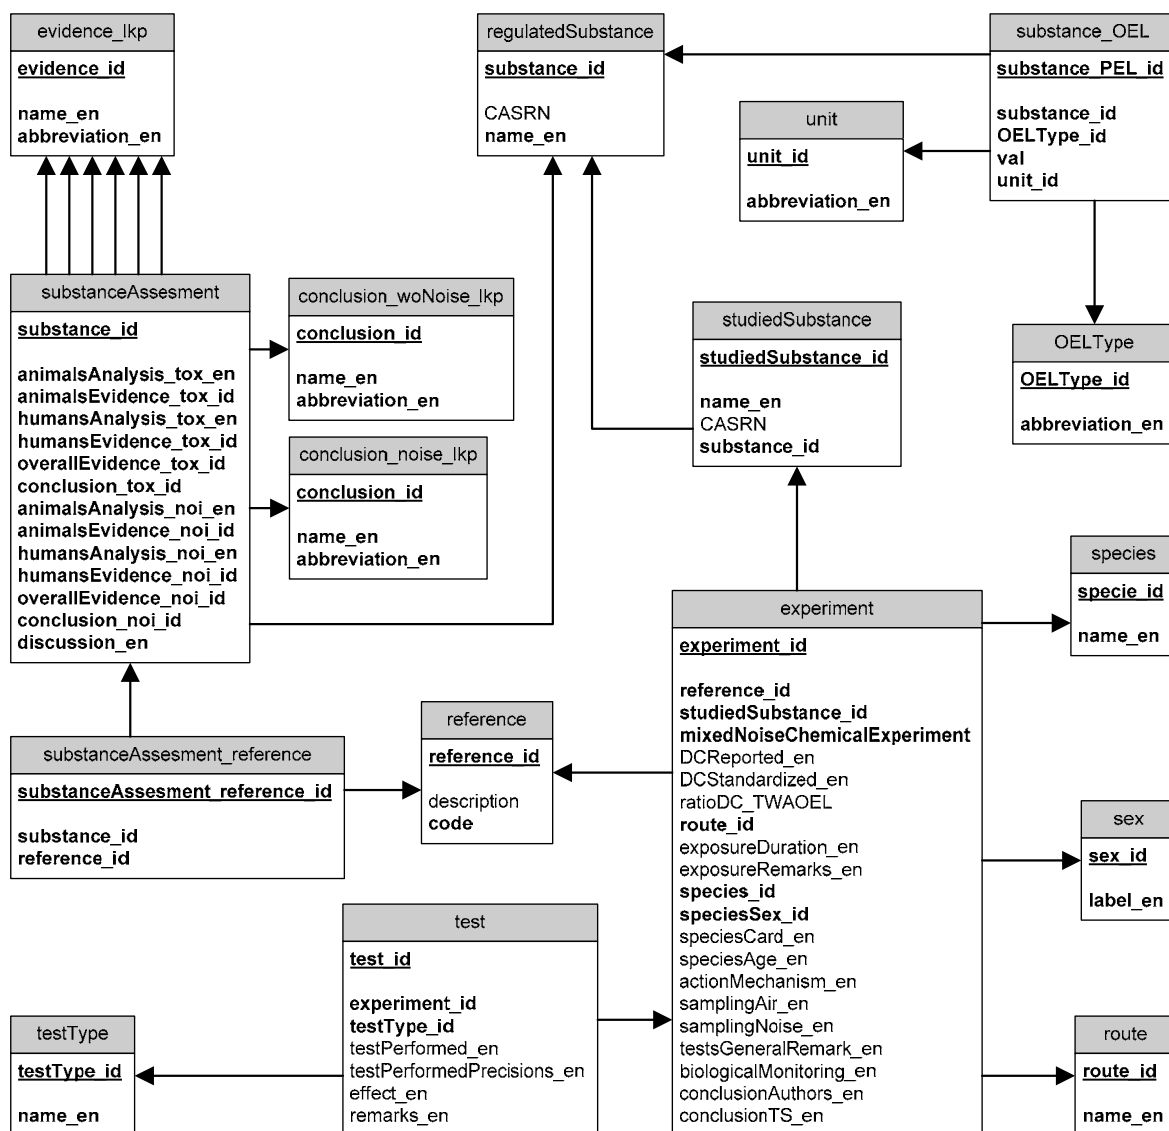 evidence_lkp
evidence_id
name_en
abbreviation_en
regulatedSubstance
substance_id
CASRN
name_en
substance_OEL
substance_PEL_id
substance_id
OELType_id
val
unit_id
unit
unit_id
abbreviation_en
substanceAssesment
substance_id
animalsAnalysis_tox_en
animalsEvidence_tox_id
humansAnalysis_tox_en
humansEvidence_tox_id
overallEvidence_tox_id
conclusion_tox_id
animalsAnalysis_noi_en
animalsEvidence_noi_id
humansAnalysis_noi_en
humansEvidence_noi_id
overallEvidence_noi_id
conclusion_noi_id
discussion_en
conclusion_woNoise_lkp
conclusion_id
name_en
abbreviation_en
conclusion_noise_lkp
conclusion_id
name_en
abbreviation_en
studiedSubstance
studiedSubstance_id
name_en
CASRN
substance_id
OELType
OELType_id
abbreviation_en
species
specie_id
name_en
experiment
experiment_id
reference_id
studiedSubstance_id
mixedNoiseChemicalExperiment
DCReported_en
DCStandardized_en
ratioDC_TWAOEL
route_id
exposureDuration_en
exposureRemarks_en
species_id
speciesSex_id
speciesCard_en
speciesAge_en
actionMechanism_en
samplingAir_en
samplingNoise_en
testsGeneralRemark_en
biologicalMonitoring_en
conclusionAuthors_en
conclusionTS_en
substanceAssesment_reference
substanceAssesment_reference_id
substance_id
reference_id
reference
reference_id
description
code
sex
sex_id
label_en
test
test_id
experiment_id
testType_id
testPerformed_en
testPerformedPrecisions_en
effect_en
remarks_en
testType
testType_id
name_en
route
route_id
name_en